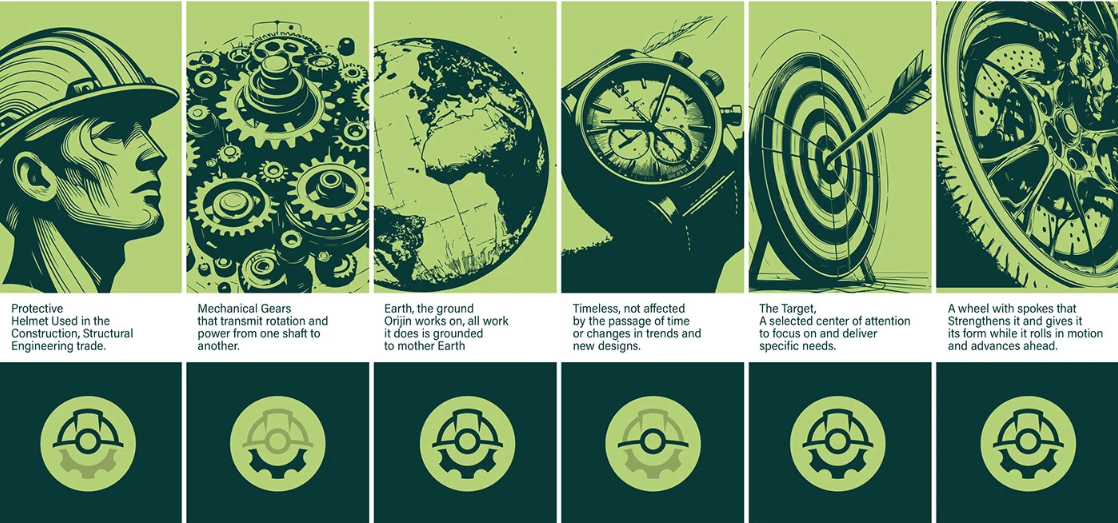 Protective
Helmet Used in the
Construction, Structural
Engineering trade.
Mechanical Gears
that transmit rotation and
power from one shaft to
another.
Earth, the ground
Orijin works on, all work
it does is grounded
to mother Earth
Timeless, not affected
by the passage of time
or changes in trends and
new designs.
The Target,
A selected center of attention
to focus on and deliver
specific needs.
A wheel with spokes that
Strengthens it and gives it
its form while it rolls in motion
and advances ahead.